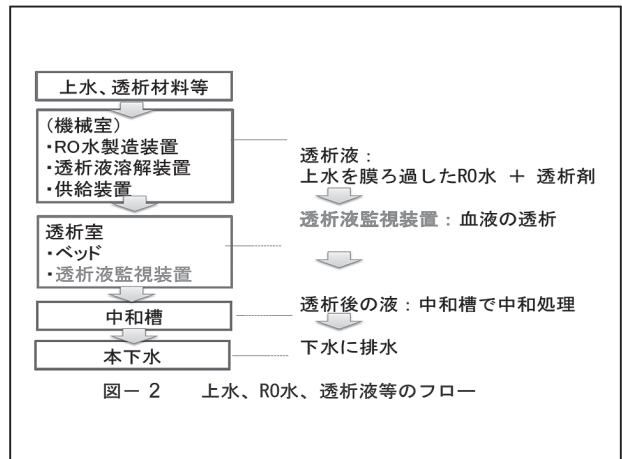 上水、透析材料等
(機械室)
・RO水製造装置
・透析液溶解装置
・供給装置
透析室
・ベッド
・透析液監視装置
中和槽
本下水
透析液：
上水を膜ろ過したRO水 ＋ 透析剤
透析液監視装置：血液の透析
透析後の液：中和槽で中和処理
下水に排水
図－２ 上水、RO水、透析液等のフロー